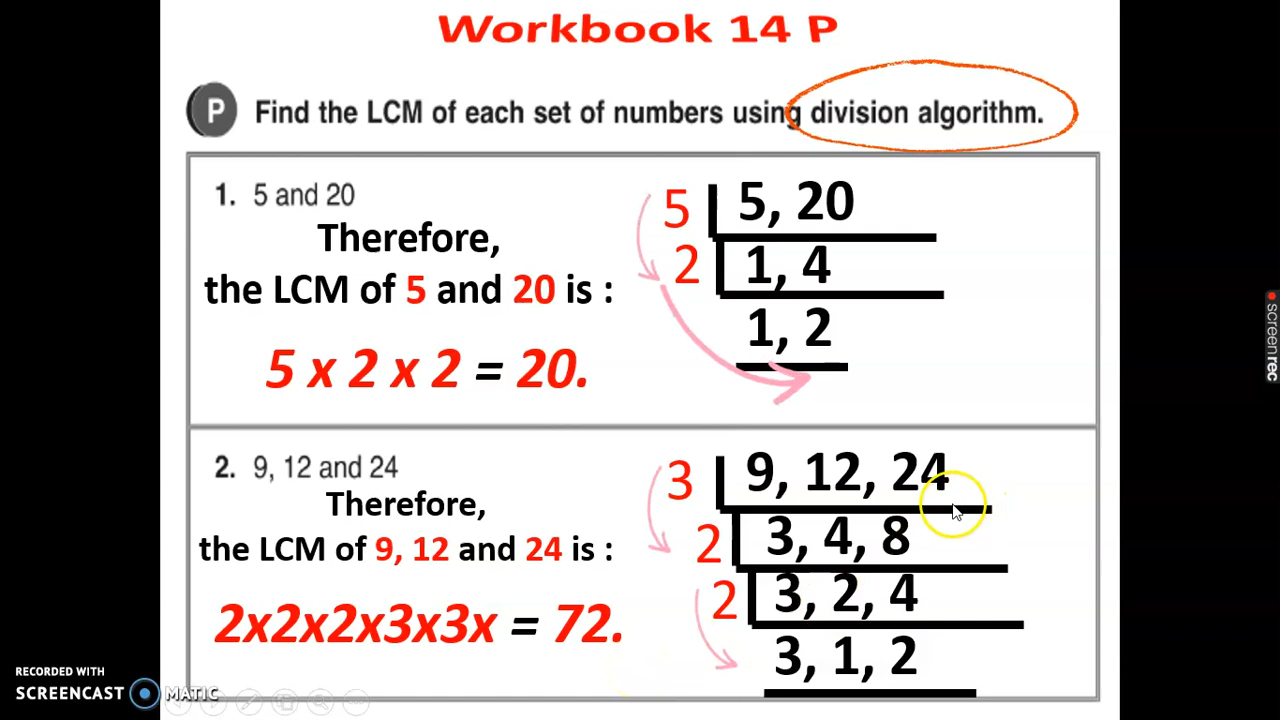 Workbook 14 P
P Find the LCM of each set of numbers using division algorithm.
1. 5 and 20
Therefore,
the LCM of 5 and 20 is :
5 x 2 x 2 = 20.
5 5, 20
2 1, 4
1, 2
2. 9, 12 and 24
Therefore,
the LCM of 9, 12 and 24 is :
2x2x2x3x3x = 72.
3 9, 12, 24
2 3, 4, 8
2 3, 2, 4
3, 1, 2
RECORDED WITH
SCREENCAST MATIC
screenrec